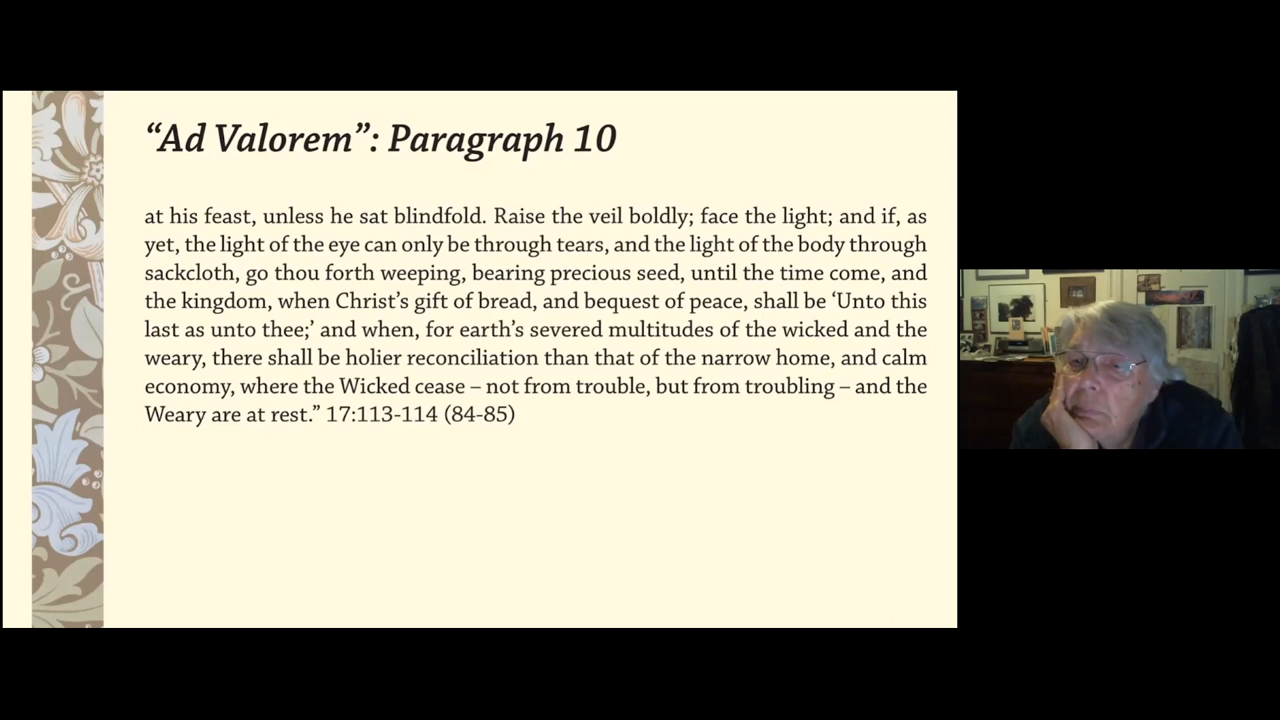 “Ad Valorem”: Paragraph 10
at his feast, unless he sat blindfold. Raise the veil boldly; face the light; and if, as
yet, the light of the eye can only be through tears, and the light of the body through
sackcloth, go thou forth weeping, bearing precious seed, until the time come, and
the kingdom, when Christ’s gift of bread, and bequest of peace, shall be ‘Unto this
last as unto thee;’ and when, for earth’s severed multitudes of the wicked and the
weary, there shall be holier reconciliation than that of the narrow home, and calm
economy, where the Wicked cease – not from trouble, but from troubling – and the
Weary are at rest.” 17:113-114 (84-85)